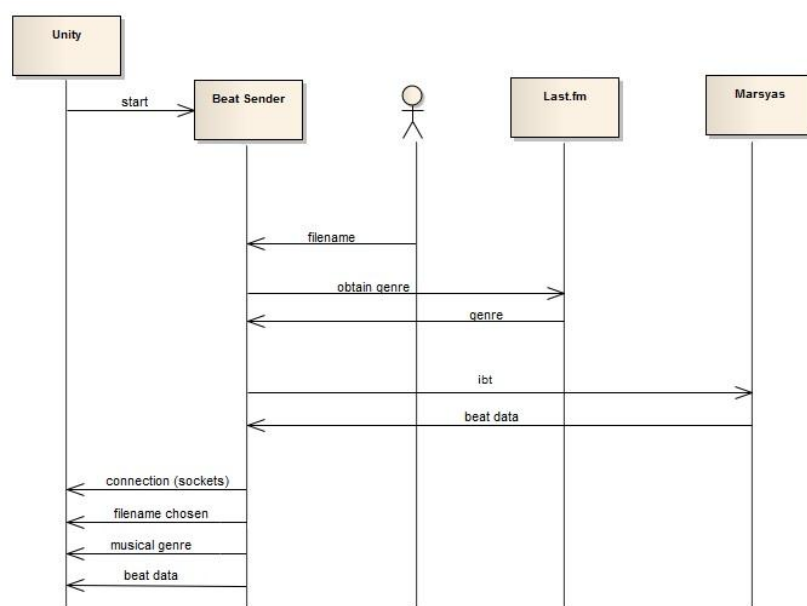 Unity
start
Beat Sender
Last.fm
Marsyas
filename
obtain genre
genre
ibt
beat data
connection (sockets)
filename chosen
musical genre
beat data